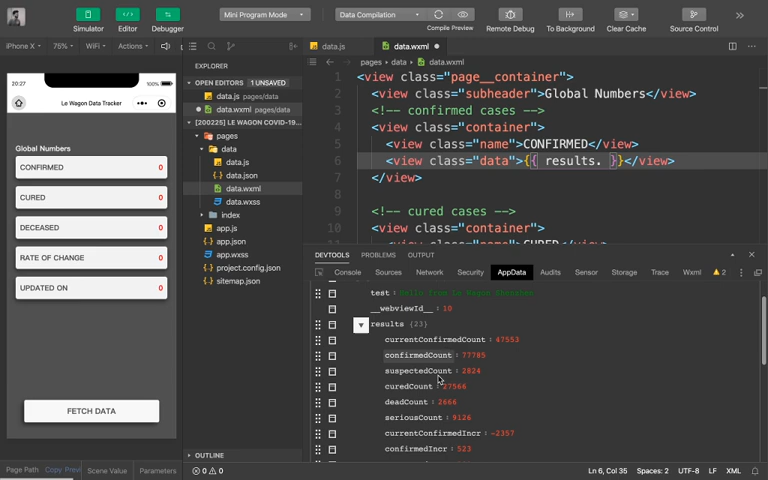 Mini Program Mode
Data Compilation
Simulator
Editor
Debugger
Compile Preview
Remote Debug
To Background
Clear Cache
Source Control
iPhone X
75%
WiFi
Actions
data.js
data.wxml
EXPLORER
pages › data › data.wxml
OPEN EDITORS
1 UNSAVED
data.js pages/data
data.wxml pages/data
[200225] LE WAGON COVID-19...
pages
data
data.js
data.json
data.wxml
data.wxss
index
app.js
app.json
app.wxss
project.config.json
sitemap.json
OUTLINE
20:27
100%
Le Wagon Data Tracker
Global Numbers
CONFIRMED 0
CURED 0
DECEASED 0
RATE OF CHANGE 0
UPDATED ON 0
FETCH DATA
1 <view class="page__container">
2 <view class="subheader">Global Numbers</view>
3 <!-- confirmed cases -->
4 <view class="container">
5 <view class="name">CONFIRMED</view>
6 <view class="data">{{ results. }}</view>
7 </view>
8
9 <!-- cured cases -->
10 <view class="container">
DEVTOOLS
PROBLEMS
OUTPUT
Console
Sources
Network
Security
AppData
Audits
Sensor
Storage
Trace
Wxml
2
test :
__webviewId__ : 10
results {23}
currentConfirmedCount : 47553
confirmedCount : 77785
suspectedCount : 2824
curedCount : 27566
deadCount : 2666
seriousCount : 9126
currentConfirmedIncr : -2357
confirmedIncr : 523
Page Path
Copy
Scene Value
Parameters
0
0
Ln 6, Col 35
Spaces: 2
UTF-8
LF
XML